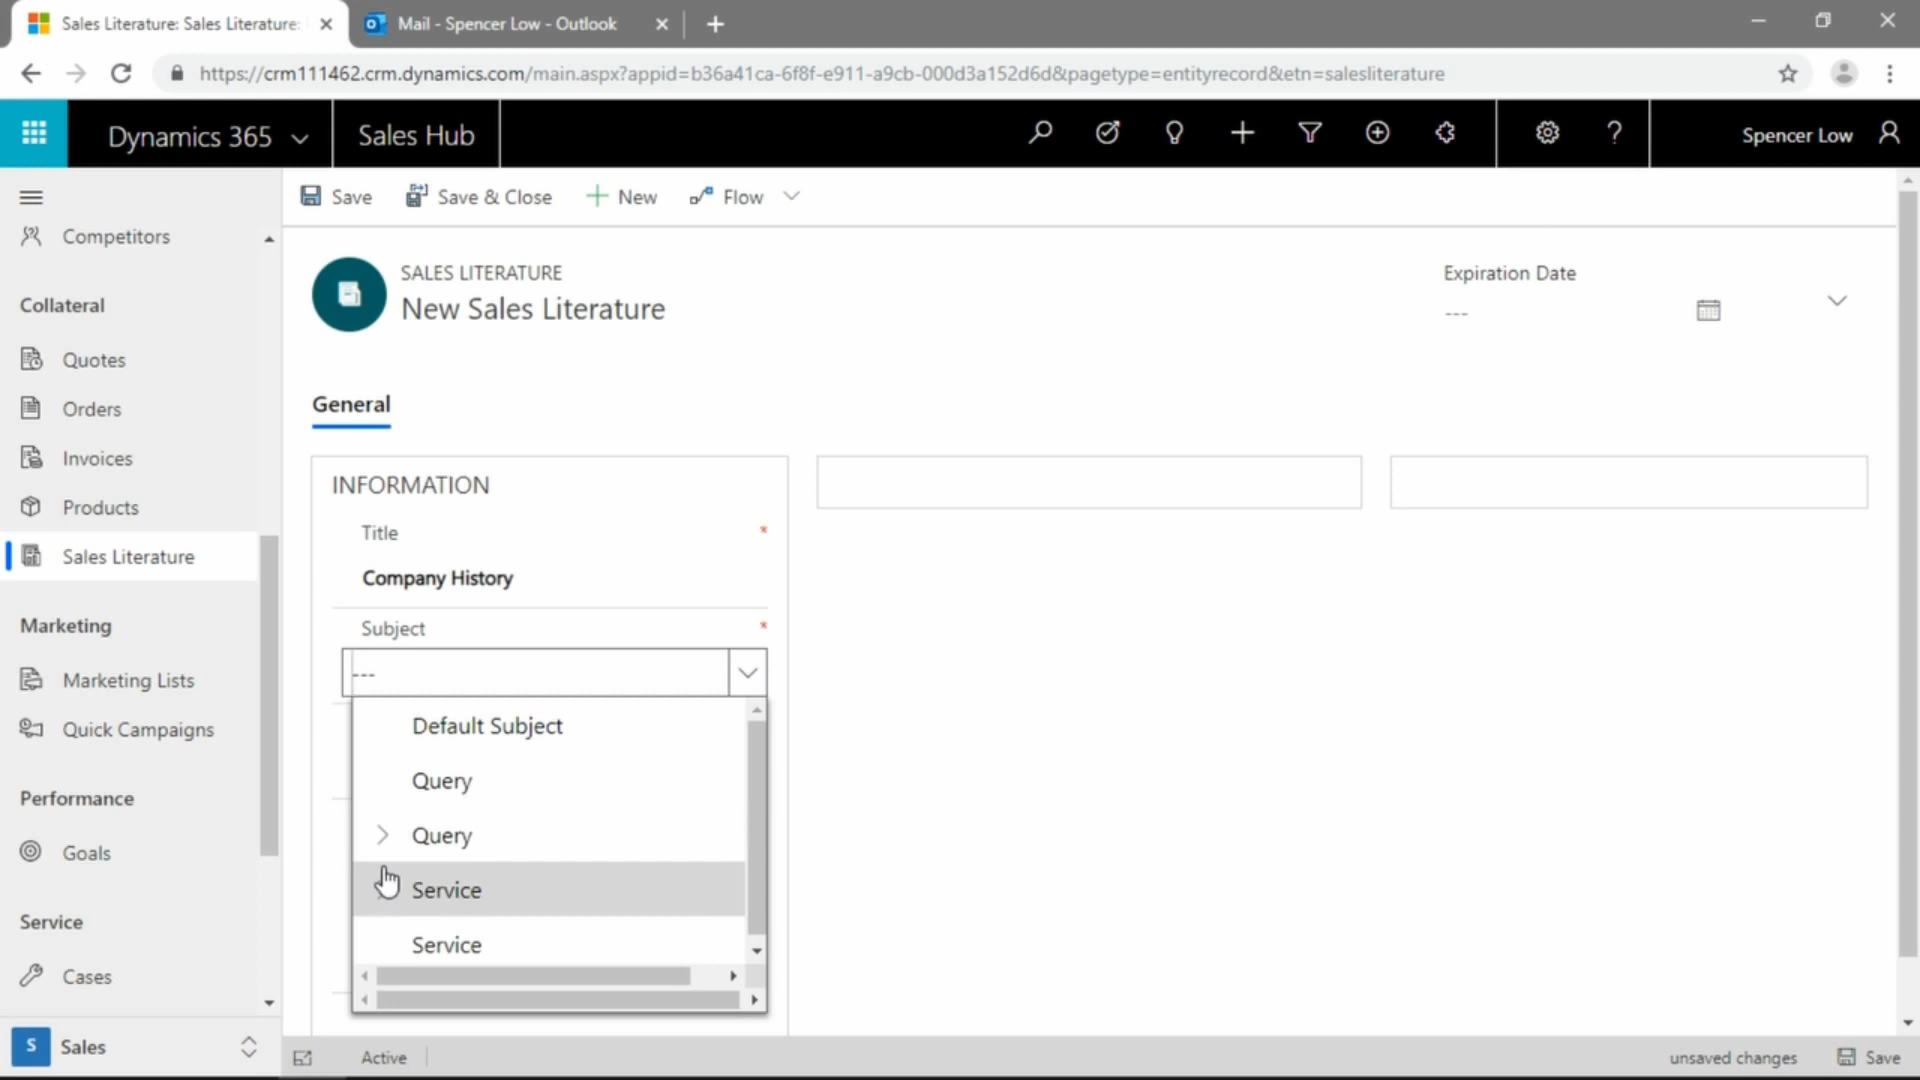 Sales Literature: Sales Literature:
Mail - Spencer Low - Outlook
https://crm111462.crm.dynamics.com/main.aspx?appid=b36a41ca-6f8f-e911-a9cb-000d3a152d6d&pagetype=entityrecord&etn=salesliterature
Dynamics 365
Sales Hub
Spencer Low
Save
Save & Close
New
Flow
Competitors
Collateral
Quotes
Orders
Invoices
Products
Sales Literature
Marketing
Marketing Lists
Quick Campaigns
Performance
Goals
Service
Cases
S
Sales
SALES LITERATURE
New Sales Literature
Expiration Date
---
General
INFORMATION
Title *
Company History
Subject *
---
Default Subject
Query
Query
Service
Service
Active
unsaved changes
Save